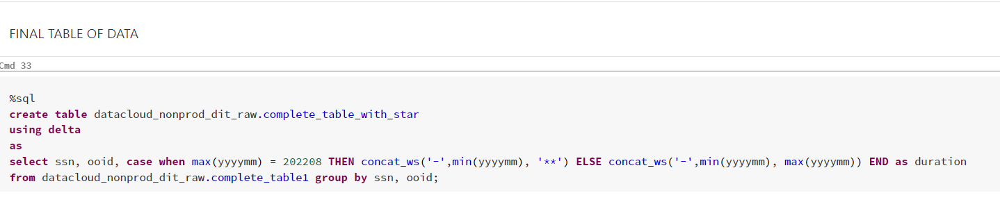 FINAL TABLE OF DATA
Cmd 33
%sql
create table datacloud_nonprod_dit_raw.complete_table_with_star
using delta
as
select ssn, ooid, case when max(yyyymm) = 202208 THEN concat_ws('-',min(yyyymm), '**') ELSE concat_ws('-',min(yyyymm), max(yyyymm)) END as duration
from datacloud_nonprod_dit_raw.complete_table1 group by ssn, ooid;